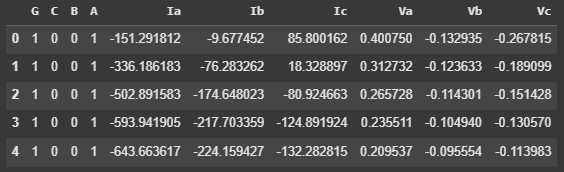 G C B A Ia Ib Ic Va Vb Vc
0 1 0 0 1 -151.291812 -9.677452 85.800162 0.400750 -0.132935 -0.267815
1 1 0 0 1 -336.186183 -76.283262 18.328897 0.312732 -0.123633 -0.189099
2 1 0 0 1 -502.891583 -174.648023 -80.924663 0.265728 -0.114301 -0.151428
3 1 0 0 1 -593.941905 -217.703359 -124.891924 0.235511 -0.104940 -0.130570
4 1 0 0 1 -643.663617 -224.159427 -132.282815 0.209537 -0.095554 -0.113983